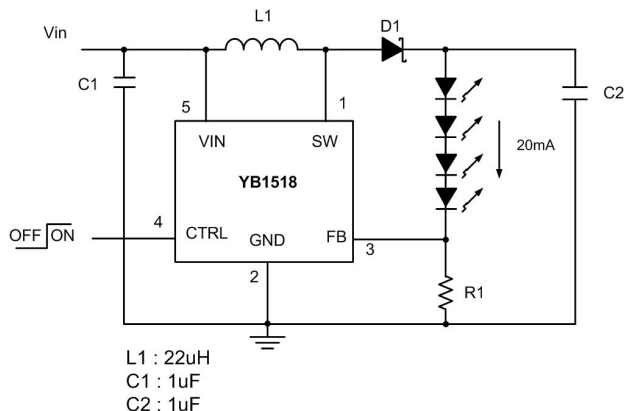 L1
Vin
D1
C1
5
1
C2
VIN
SW
20mA
YB1518
4
OFF ON
CTRL
GND
FB
3
2
R1
L1 : 22uH
C1 : 1uF
C2 : 1uF